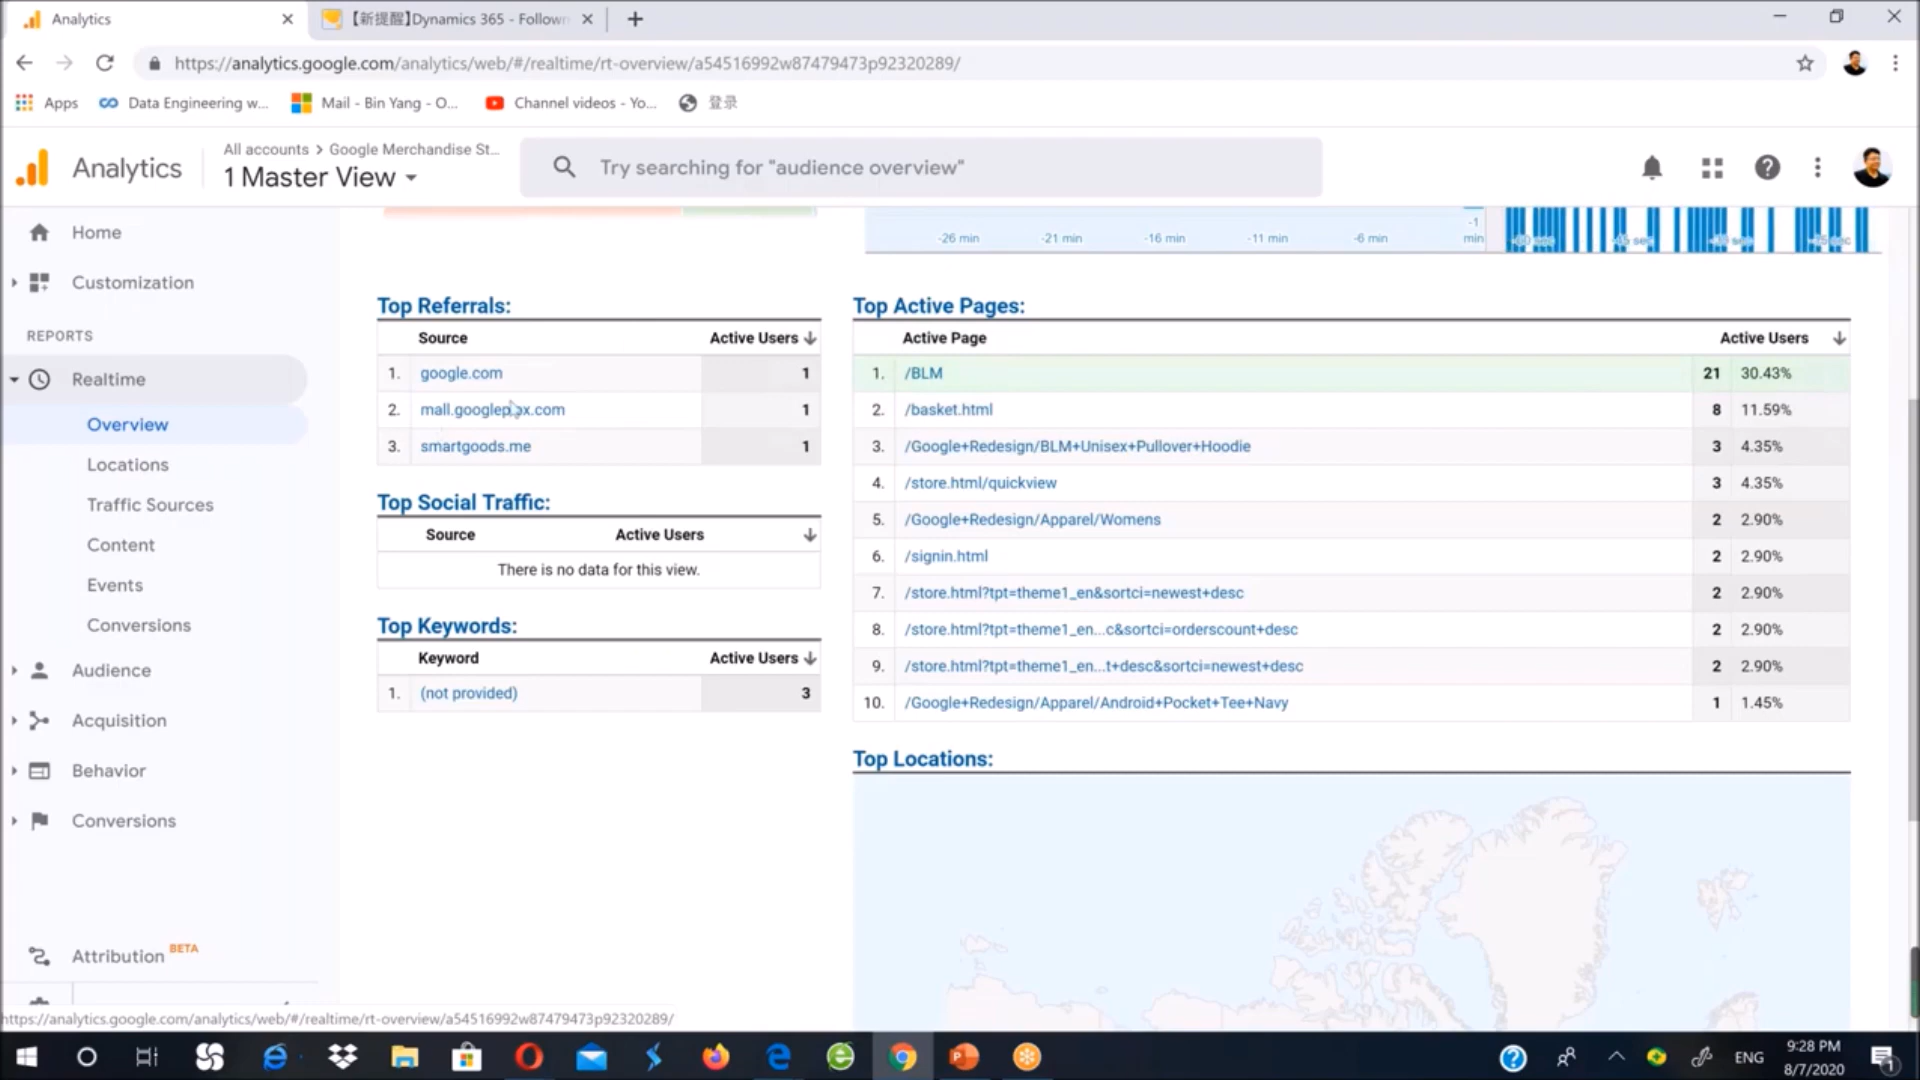 Analytics
【新提醒】Dynamics 365 - Follown
https://analytics.google.com/analytics/web/#/realtime/rt-overview/a54516992w87479473p92320289/
Apps
Data Engineering w...
Mail - Bin Yang - O...
Channel videos - Yo...
登录
Analytics
All accounts > Google Merchandise St...
1 Master View
Try searching for "audience overview"
Home
Customization
REPORTS
Realtime
Overview
Locations
Traffic Sources
Content
Events
Conversions
Audience
Acquisition
Behavior
Conversions
Attribution BETA
-26 min
-21 min
-16 min
-11 min
-6 min
-1 min
Top Referrals:
Source Active Users
1. google.com 1
2. mall.googleplex.com 1
3. smartgoods.me 1
Top Social Traffic:
Source Active Users
There is no data for this view.
Top Keywords:
Keyword Active Users
1. (not provided) 3
Top Active Pages:
Active Page Active Users
1. /BLM 21 30.43%
2. /basket.html 8 11.59%
3. /Google+Redesign/BLM+Unisex+Pullover+Hoodie 3 4.35%
4. /store.html/quickview 3 4.35%
5. /Google+Redesign/Apparel/Womens 2 2.90%
6. /signin.html 2 2.90%
7. /store.html?tpt=theme1_en&sortci=newest+desc 2 2.90%
8. /store.html?tpt=theme1_en...c&sortci=orderscount+desc 2 2.90%
9. /store.html?tpt=theme1_en...t+desc&sortci=newest+desc 2 2.90%
10. /Google+Redesign/Apparel/Android+Pocket+Tee+Navy 1 1.45%
Top Locations:
https://analytics.google.com/analytics/web/#/realtime/rt-overview/a54516992w87479473p92320289/
ENG
9:28 PM
8/7/2020
1